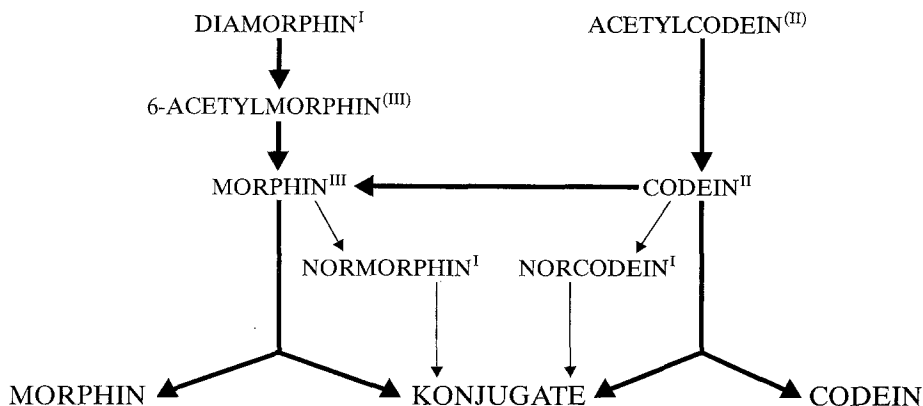 DIAMORPHIN^I ACETYLCODEIN^(II)
6-ACETYLMORPHIN^(III)
MORPHIN^III CODEIN^II
NORMORPHIN^I NORCODEIN^I
MORPHIN KONJUGATE CODEIN